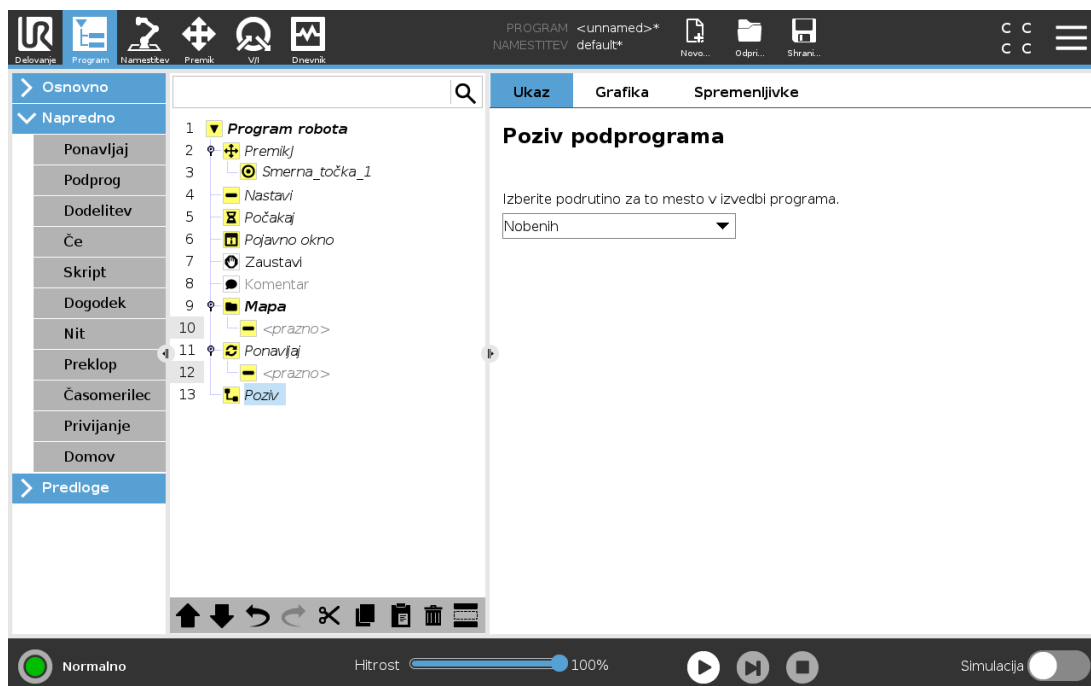 PROGRAM <unnamed>*
NAMESTITEV default*
C C
C C
Delovanje Program Namestitev Premik V/I Dnevnik Novo... Odpri... Shrani...
Osnovno
Napredno
Ponavljaj
Podprog
Dodelitev
Če
Skript
Dogodek
Nit
Preklop
Časomerilec
Privijanje
Domov
Predloge
1 Program robota
2 PremikJ
3 Smerna_točka_1
4 Nastavi
5 Počakaj
6 Pojavno okno
7 Zaustavi
8 Komentar
9 Mapa
10 <prazno>
11 Ponavljaj
12 <prazno>
13 Poziv
Ukaz Grafika Spremenljivke
Poziv podprograma
Izberite podrutino za to mesto v izvedbi programa.
Nobenih
Normalno Hitrost 100% Simulacija